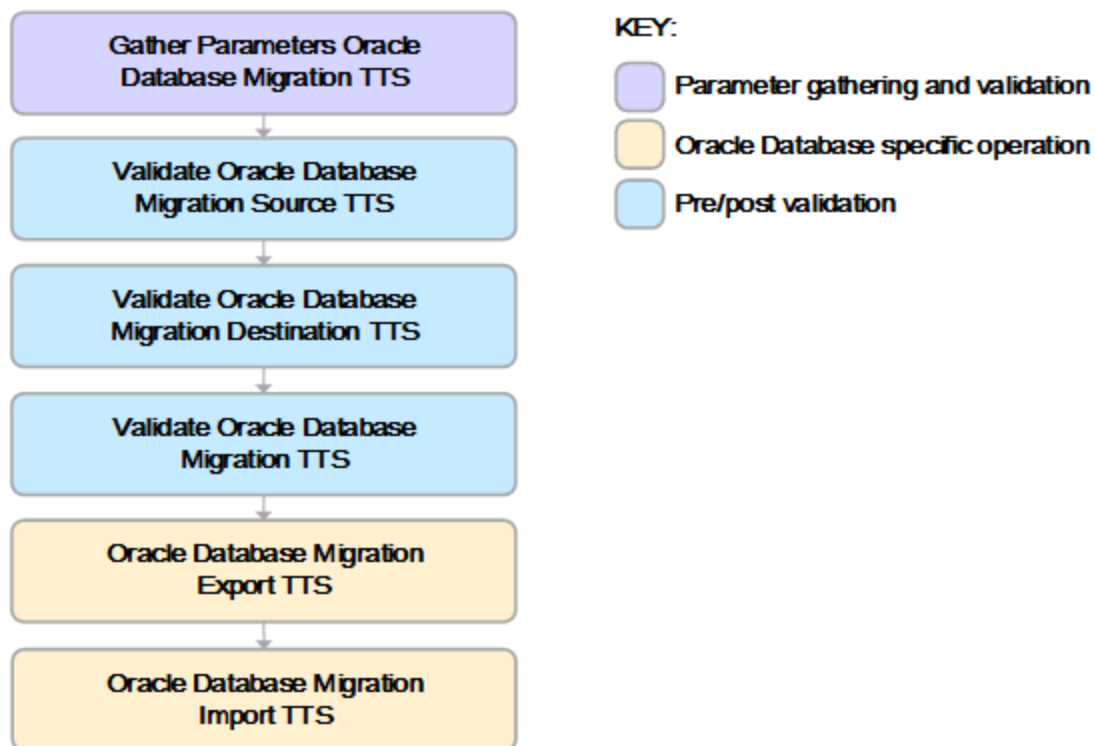 Gather Parameters Oracle
Database Migration TTS
Validate Oracle Database
Migration Source TTS
Validate Oracle Database
Migration Destination TTS
Validate Oracle Database
Migration TTS
Oracle Database Migration
Export TTS
Oracle Database Migration
Import TTS
KEY:
Parameter gathering and validation
Oracle Database specific operation
Pre/post validation